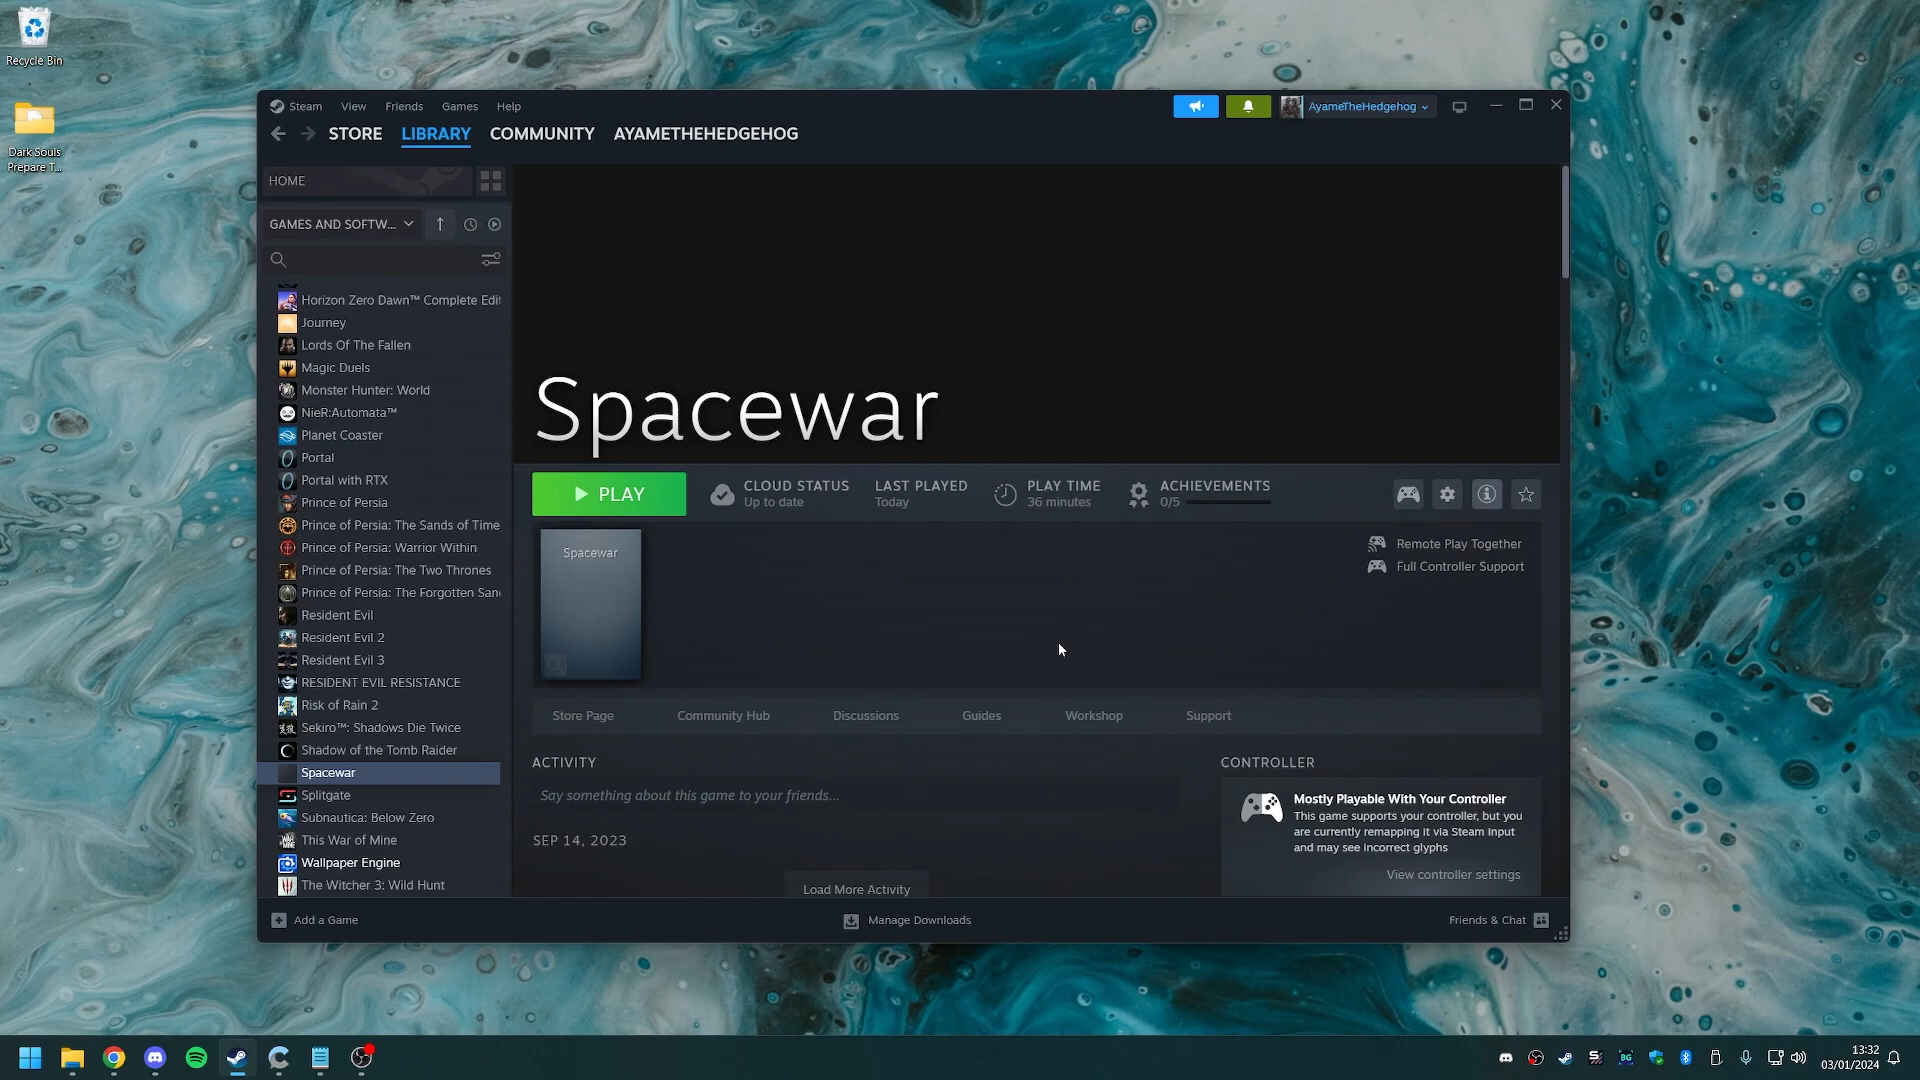 Recycle Bin
Dark Souls
Prepare T...
Steam View Friends Games Help
AyameTheHedgehog
STORE LIBRARY COMMUNITY AYAMETHEHEDGEHOG
HOME
GAMES AND SOFTW...
Horizon Zero Dawn™ Complete Edit
Journey
Lords Of The Fallen
Magic Duels
Monster Hunter: World
NieR:Automata™
Planet Coaster
Portal
Portal with RTX
Prince of Persia
Prince of Persia: The Sands of Time
Prince of Persia: Warrior Within
Prince of Persia: The Two Thrones
Prince of Persia: The Forgotten San
Resident Evil
Resident Evil 2
Resident Evil 3
RESIDENT EVIL RESISTANCE
Risk of Rain 2
Sekiro™: Shadows Die Twice
Shadow of the Tomb Raider
Spacewar
Splitgate
Subnautica: Below Zero
This War of Mine
Wallpaper Engine
The Witcher 3: Wild Hunt
Spacewar
PLAY
CLOUD STATUS
Up to date
LAST PLAYED
Today
PLAY TIME
36 minutes
ACHIEVEMENTS
0/5
Spacewar
Remote Play Together
Full Controller Support
Store Page Community Hub Discussions Guides Workshop Support
ACTIVITY
Say something about this game to your friends...
SEP 14, 2023
Load More Activity
CONTROLLER
Mostly Playable With Your Controller
This game supports your controller, but you
are currently remapping it via Steam Input
and may see incorrect glyphs
View controller settings
Add a Game
Manage Downloads
Friends & Chat
BG
13:32
03/01/2024